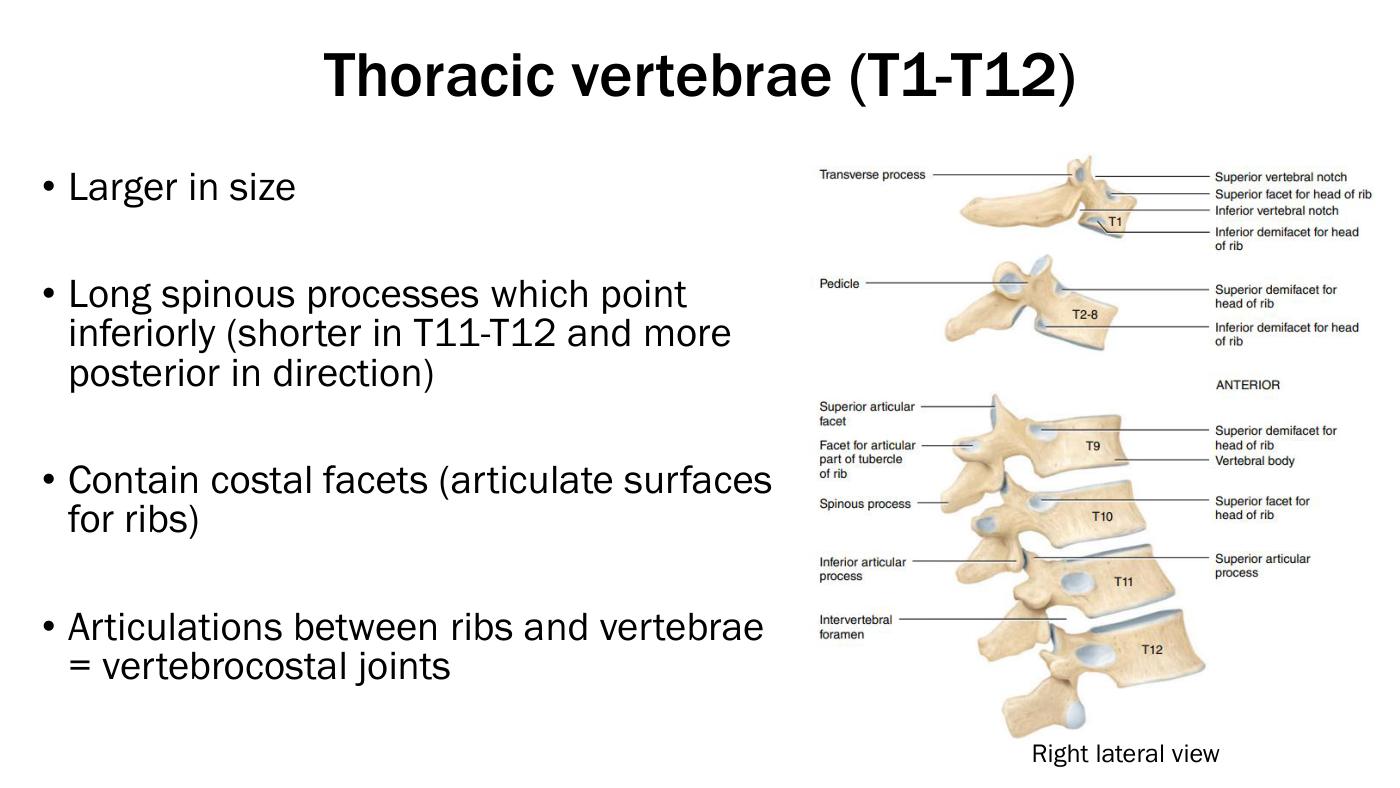 Thoracic vertebrae (T1-T12)
• Larger in size
• Long spinous processes which point
inferiorly (shorter in T11-T12 and more
posterior in direction)
• Contain costal facets (articulate surfaces
for ribs)
• Articulations between ribs and vertebrae
= vertebrocostal joints
Transverse process
Superior vertebral notch
Superior facet for head of rib
Inferior vertebral notch
T1
Inferior demifacet for head
of rib
Pedicle
Superior demifacet for
head of rib
T2-8
Inferior demifacet for head
of rib
ANTERIOR
Superior articular
facet
Superior demifacet for
head of rib
T9
Facet for articular
part of tubercle
of rib
Vertebral body
Spinous process
Superior facet for
head of rib
T10
Inferior articular
process
Superior articular
process
T11
Intervertebral
foramen
T12
Right lateral view